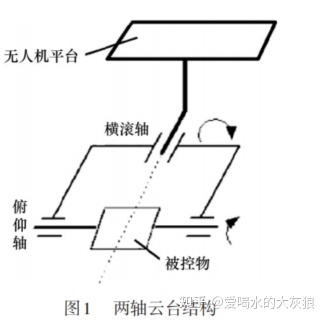 无人机平台
横滚轴
俯仰轴
被控物
知乎 @爱喝水的大灰狼
图1 两轴云台结构